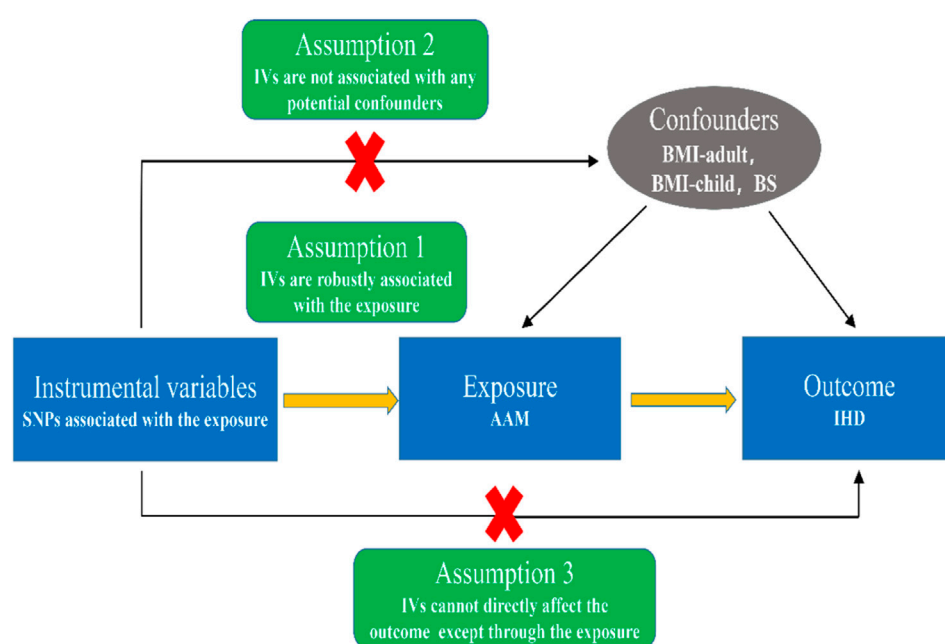 Assumption 2
IVs are not associated with any
potential confounders
Confounders
BMI-adult，
BMI-child，BS
Assumption 1
IVs are robustly associated
with the exposure
Instrumental variables
SNPs associated with the exposure
Exposure
AAM
Outcome
IHD
Assumption 3
IVs cannot directly affect the
outcome except through the exposure